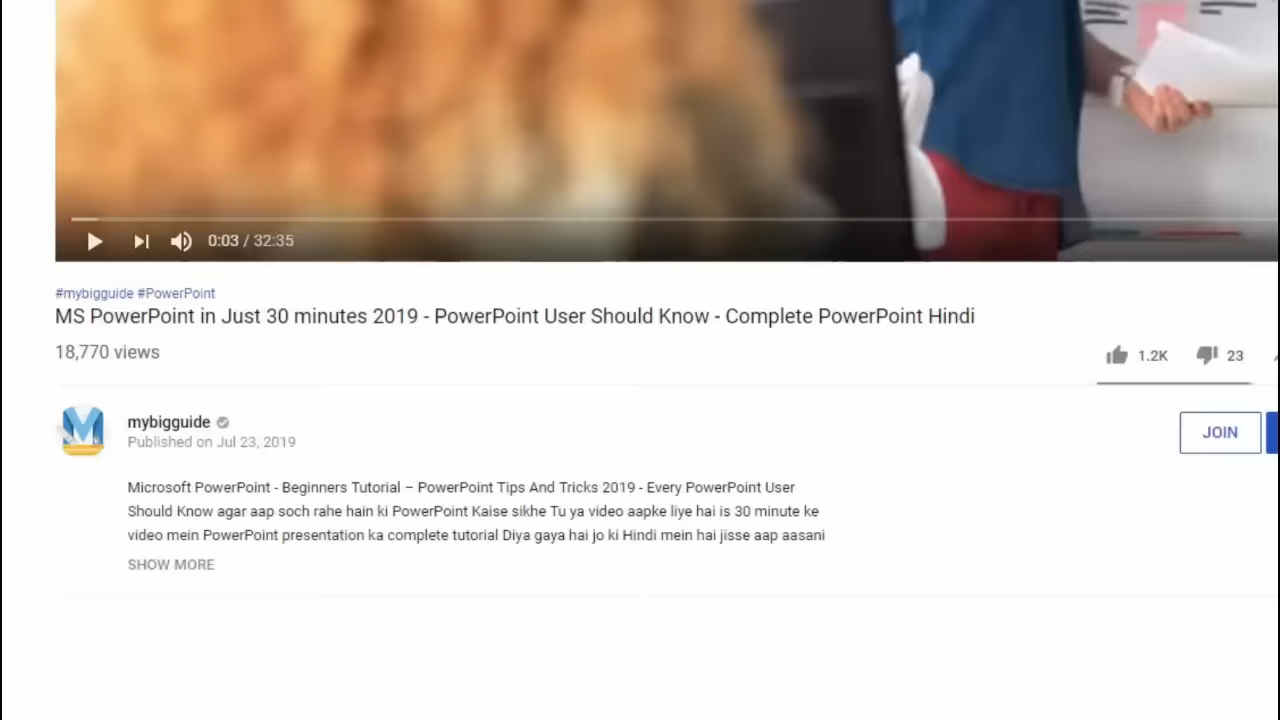 0:03 / 32:35
#mybigguide #PowerPoint
MS PowerPoint in Just 30 minutes 2019 - PowerPoint User Should Know - Complete PowerPoint Hindi
18,770 views
1.2K 23
mybigguide
Published on Jul 23, 2019
JOIN
Microsoft PowerPoint - Beginners Tutorial – PowerPoint Tips And Tricks 2019 - Every PowerPoint User
Should Know agar aap soch rahe hain ki PowerPoint Kaise sikhe Tu ya video aapke liye hai is 30 minute ke
video mein PowerPoint presentation ka complete tutorial Diya gaya hai jo ki Hindi mein hai jisse aap aasani
SHOW MORE